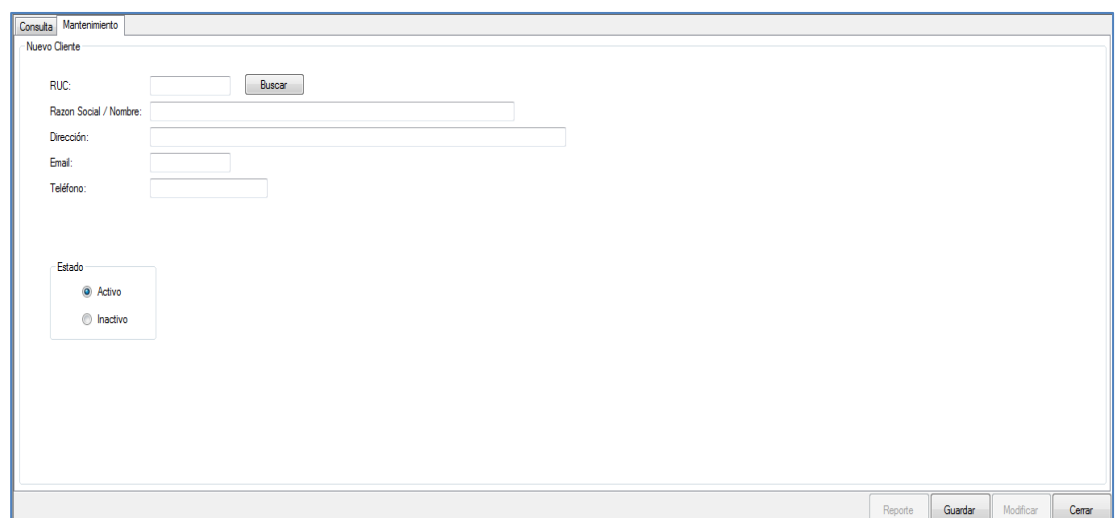 Consulta Mantenimiento
Nuevo Cliente
RUC: Buscar
Razon Social / Nombre:
Dirección:
Email:
Teléfono:
Estado
Activo
Inactivo
Reporte Guardar Modificar Cerrar